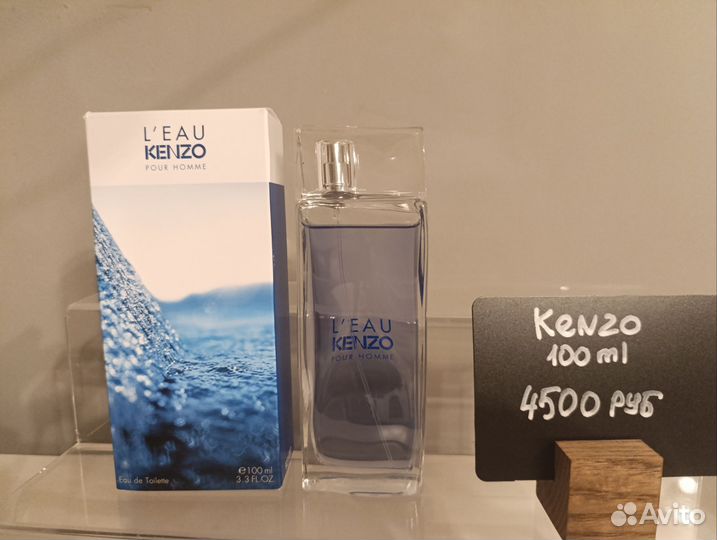 L'EAU
KENZO
POUR HOMME
Eau de Toilette
e100 ml
3.3 FL.OZ.
L'EAU
KENZO
POUR HOMME
KeNzo
100 ml
4500 РУБ
Avito